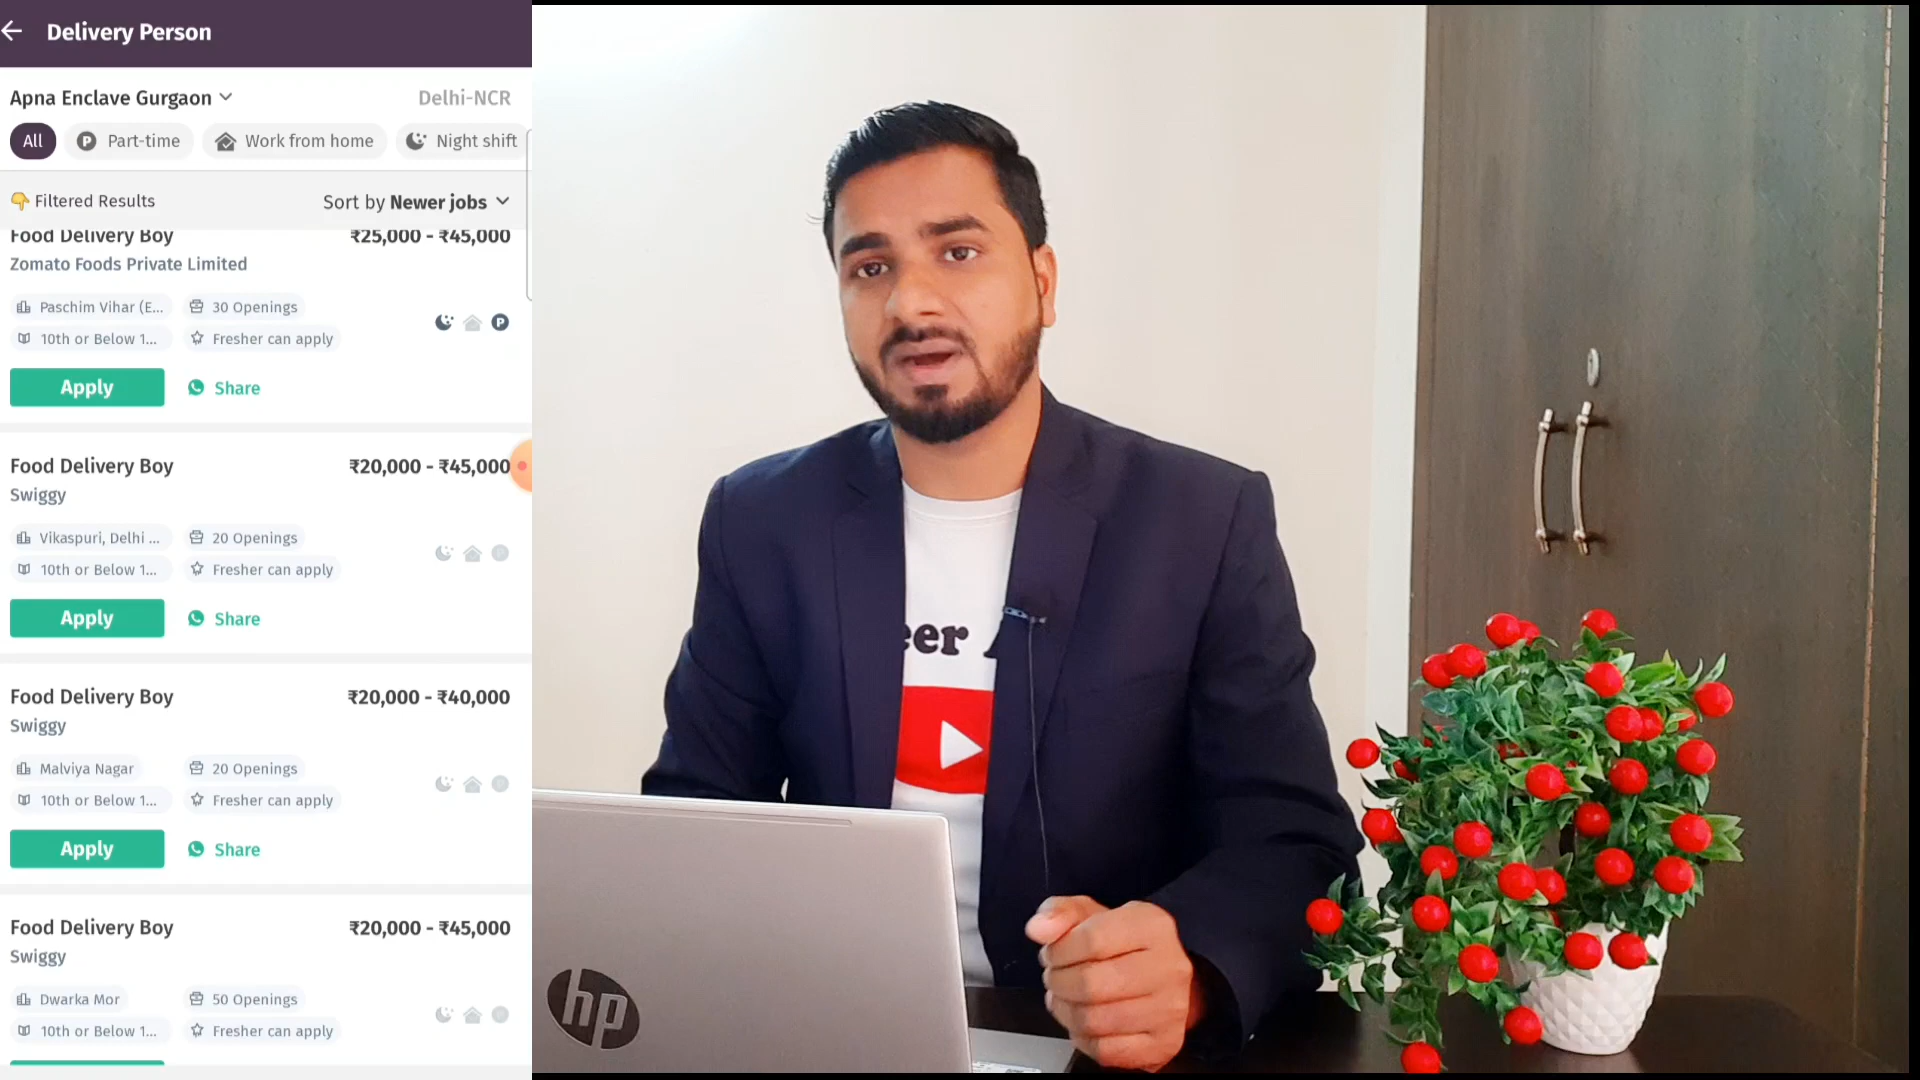 Delivery Person
Apna Enclave Gurgaon
Delhi-NCR
All
P Part-time
Work from home
Night shift
Filtered Results
Sort by Newer jobs
Food Delivery Boy
₹25,000 - ₹45,000
Zomato Foods Private Limited
Paschim Vihar (E...
30 Openings
P
10th or Below 1...
Fresher can apply
Apply
Share
Food Delivery Boy
₹20,000 - ₹45,000
Swiggy
Vikaspuri, Delhi ...
20 Openings
P
10th or Below 1...
Fresher can apply
Apply
Share
Food Delivery Boy
₹20,000 - ₹40,000
Swiggy
Malviya Nagar
20 Openings
P
10th or Below 1...
Fresher can apply
Apply
Share
Food Delivery Boy
₹20,000 - ₹45,000
Swiggy
Dwarka Mor
50 Openings
P
10th or Below 1...
Fresher can apply
eer A
hp